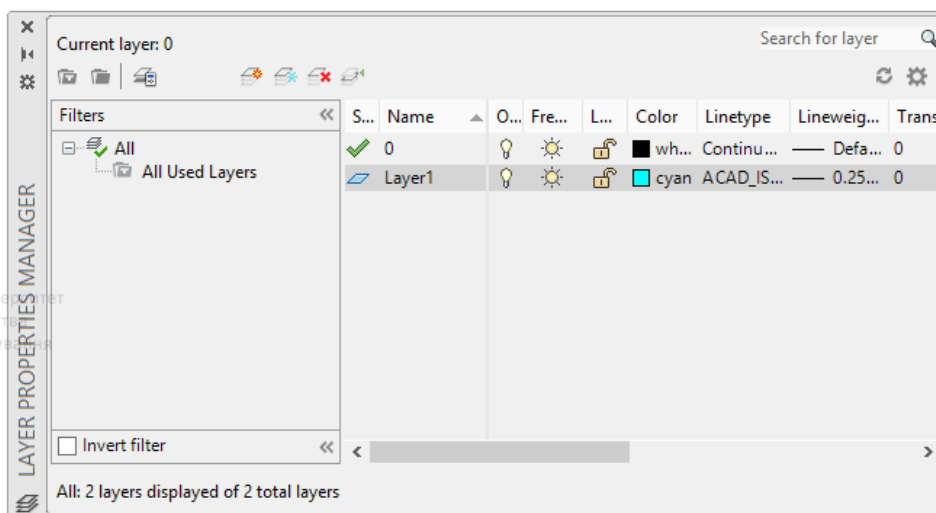 Current layer: 0
Search for layer
Filters
S... Name O... Fre... L... Color Linetype Lineweig... Trans
All
All Used Layers
0 wh... Continu... Defa... 0
Layer1 cyan ACAD_IS... 0.25... 0
LAYER PROPERTIES MANAGER
Invert filter
All: 2 layers displayed of 2 total layers